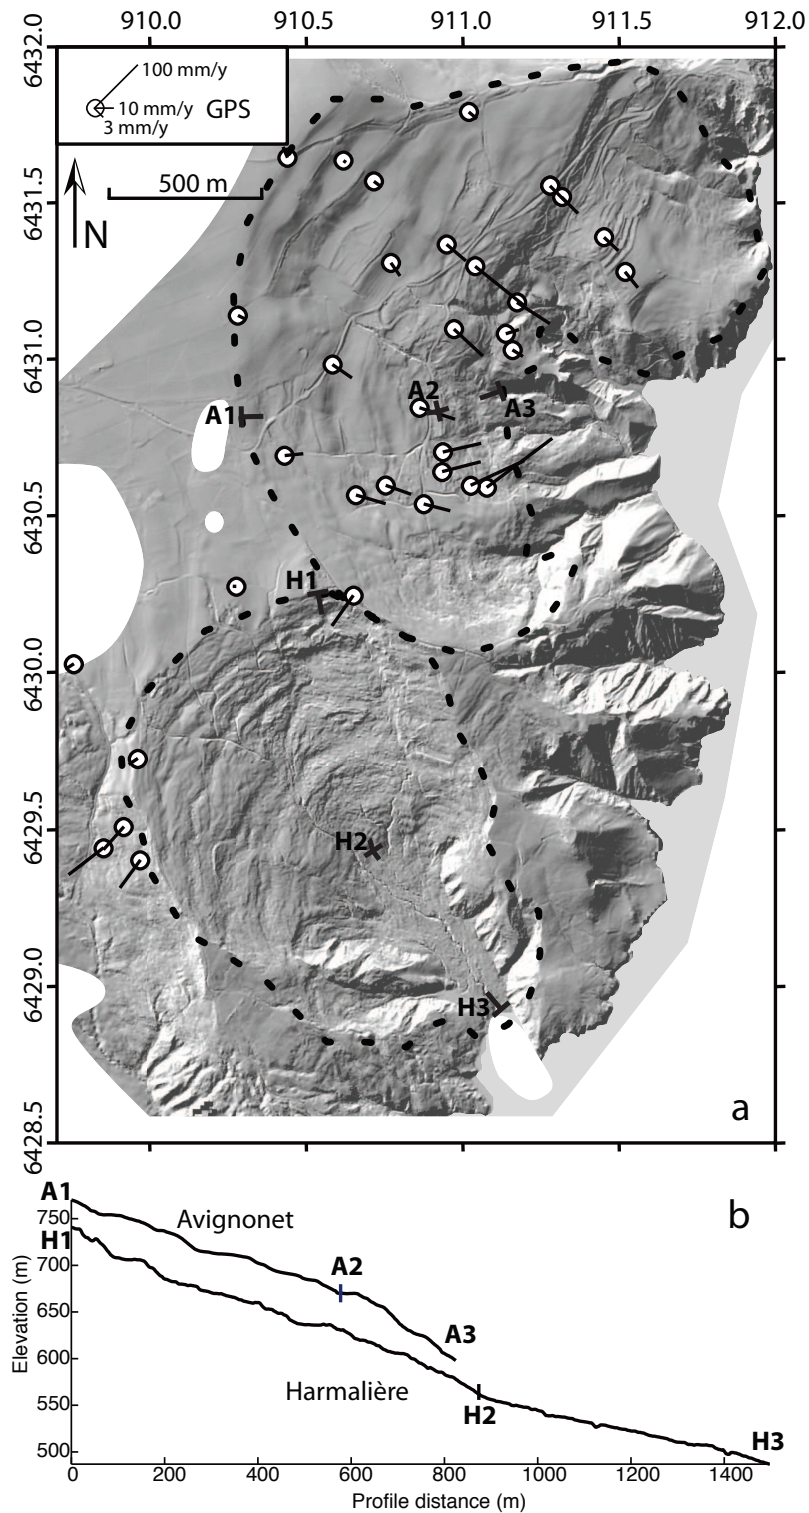 910.0 910.5 911.0 911.5 912.0
6432.0
100 mm/y
10 mm/y GPS
3 mm/y
500 m
6431.5
N
6431.0
A2
A1
A3
6430.5
H1
6430.0
6429.5
H2
6429.0
H3
a
6428.5
A1
b
Avignonet
750
H1
A2
700
650
A3
600
Harmalière
550
H2
H3
500
Elevation (m)
0 200 400 600 800 1000 1200 1400
Profile distance (m)